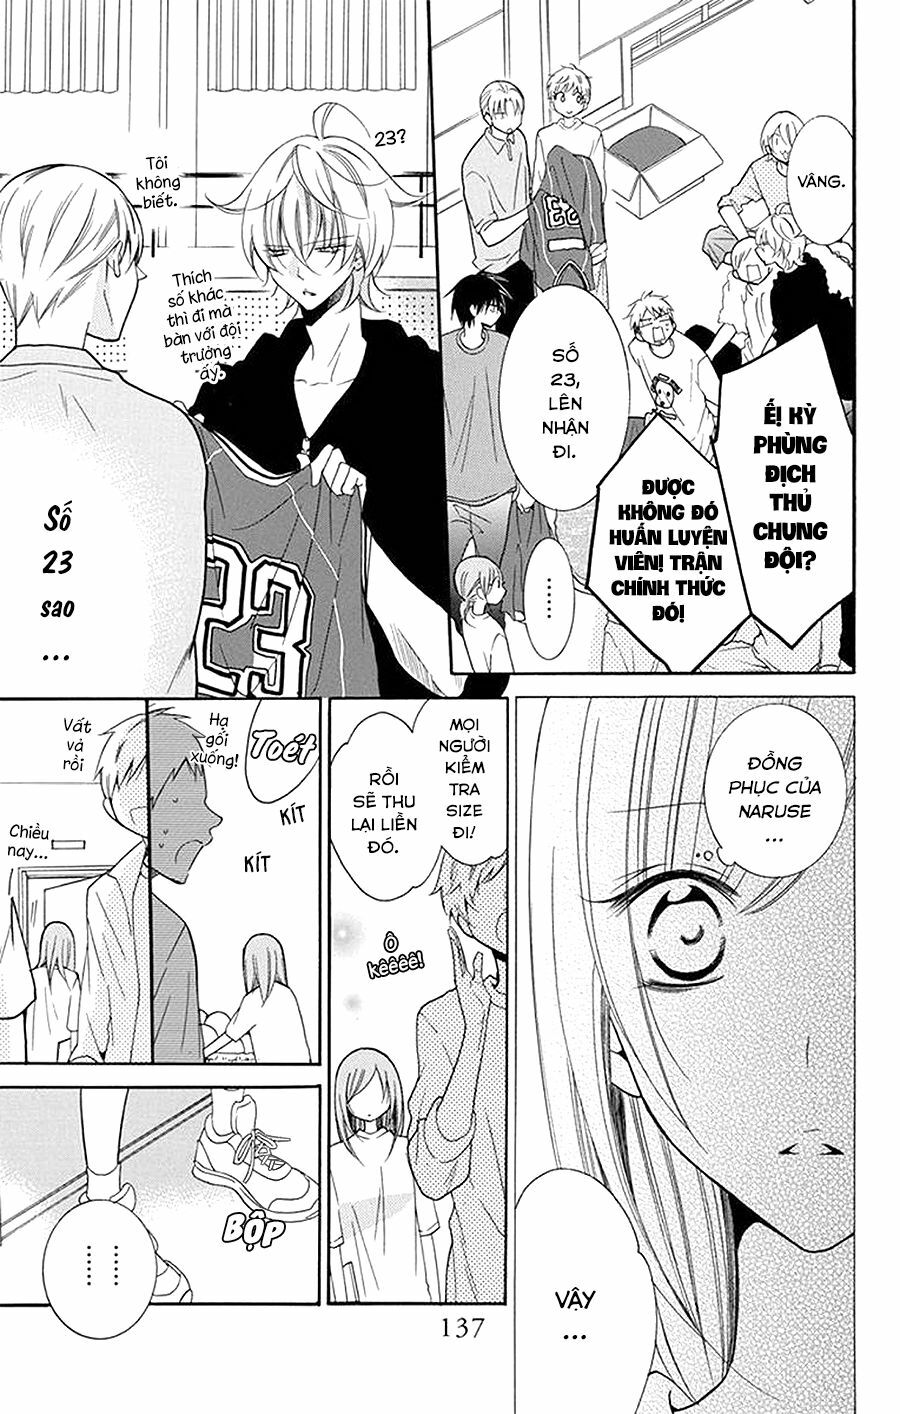 VÂNG.
SỐ
23,
LÊN
NHẬN
ĐI.
Ế! KỲ
PHÙNG
ĐỊCH
THỦ
CHUNG
ĐỘI?
ĐƯỢC
KHÔNG ĐÓ
HUẤN LUYỆN
VIÊN! TRẬN
CHÍNH THỨC
ĐÓ!
......
23?
Tôi
không
biết.
Thích
số khác
thì đi mà
bàn với đội
trưởng
ấy.
23
Số
23
sao
...
ĐỒNG
PHỤC CỦA
NARUSE
...
VẬY
...
MỌI
NGƯỜI
KIỂM
TRA
SIZE
ĐI!
RỒI
SẼ THU
LẠI LIỀN
ĐÓ.
Ô
kêêêê!
Toét
KÍT
KÍT
Hạ
gối
xuống!
Vất
vả
rồi
Chiều
nay...
BỘP
......
137